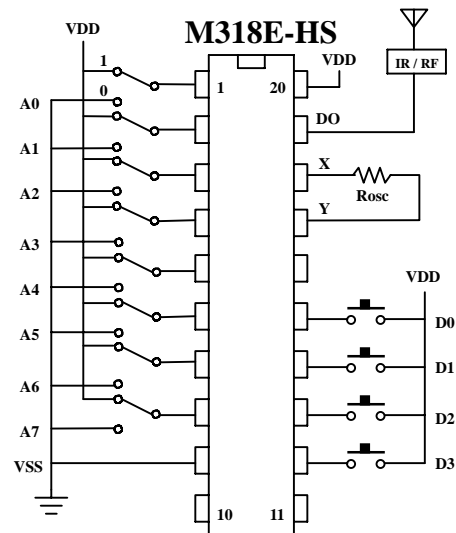 M318E-HS
VDD
VDD
IR / RF
1
0
1
20
A0
DO
A1
X
Rosc
A2
Y
A3
VDD
A4
D0
A5
D1
A6
D2
A7
VSS
D3
10
11